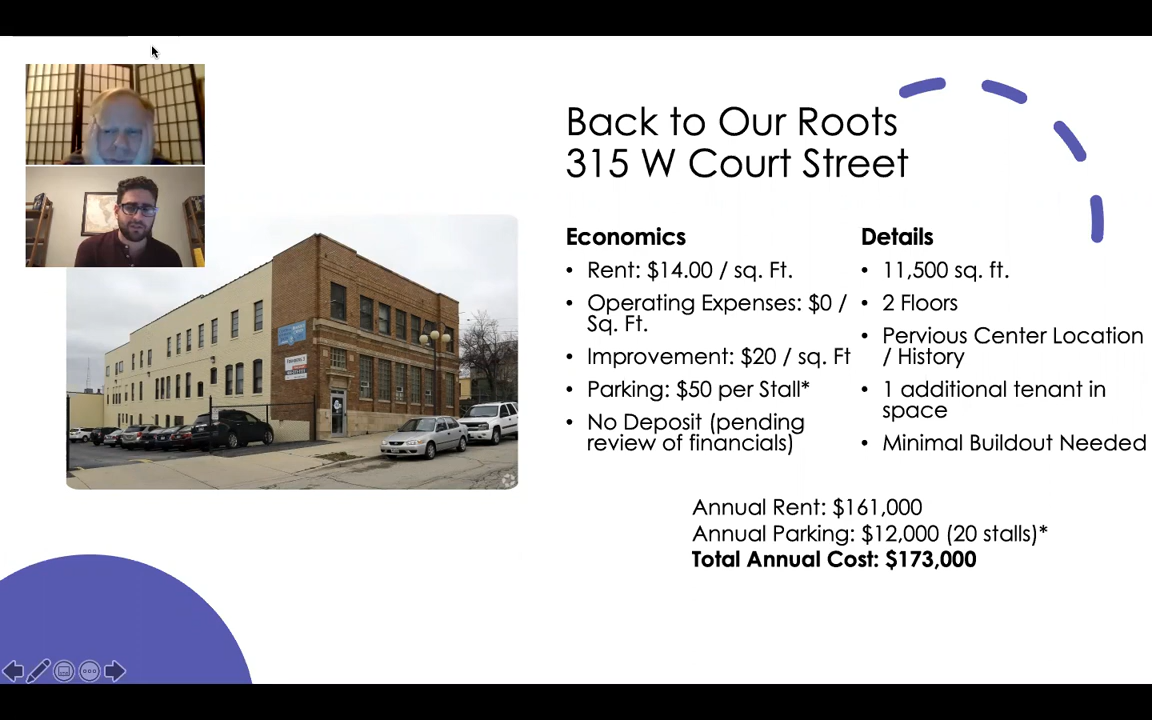 Back to Our Roots
315 W Court Street
Economics
• Rent: $14.00 / sq. Ft.
• Operating Expenses: $0 /
Sq. Ft.
• Improvement: $20 / sq. Ft
• Parking: $50 per Stall*
• No Deposit (pending
review of financials)
Details
• 11,500 sq. ft.
• 2 Floors
• Pervious Center Location
/ History
• 1 additional tenant in
space
• Minimal Buildout Needed
Annual Rent: $161,000
Annual Parking: $12,000 (20 stalls)*
Total Annual Cost: $173,000